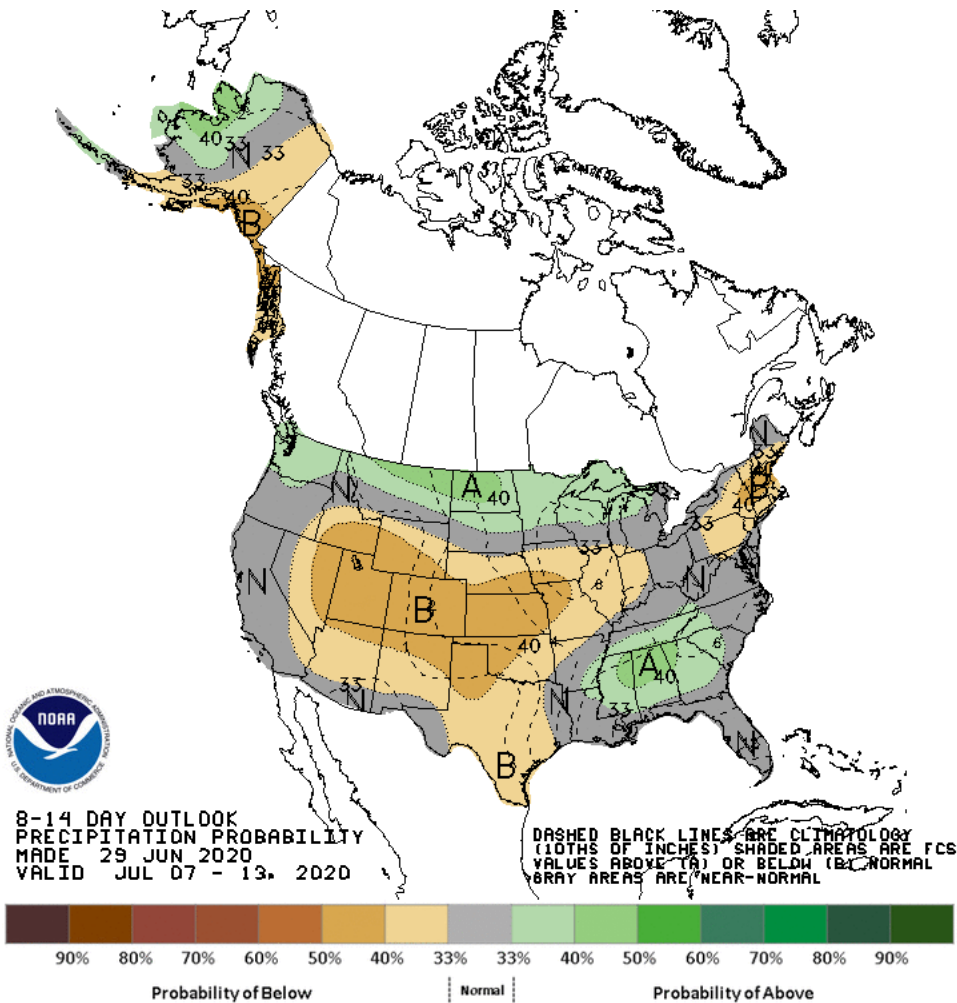 40
33
N
33
33
40
B
N
33
B
40
33
N
A
40
33
N
B
40
6
N
A
40
33
6
33
N
N
B
N
NATIONAL OCEANIC AND ATMOSPHERIC ADMINISTRATION
NOAA
U.S. DEPARTMENT OF COMMERCE
8-14 DAY OUTLOOK
PRECIPITATION PROBABILITY
MADE 29 JUN 2020
VALID JUL 07 - 13, 2020
DASHED BLACK LINES ARE CLIMATOLOGY
(10THS OF INCHES) SHADED AREAS ARE FCS
VALUES ABOVE (A) OR BELOW (B) NORMAL
GRAY AREAS ARE NEAR-NORMAL
90% 80% 70% 60% 50% 40% 33% 33% 40% 50% 60% 70% 80% 90%
Probability of Below Normal Probability of Above